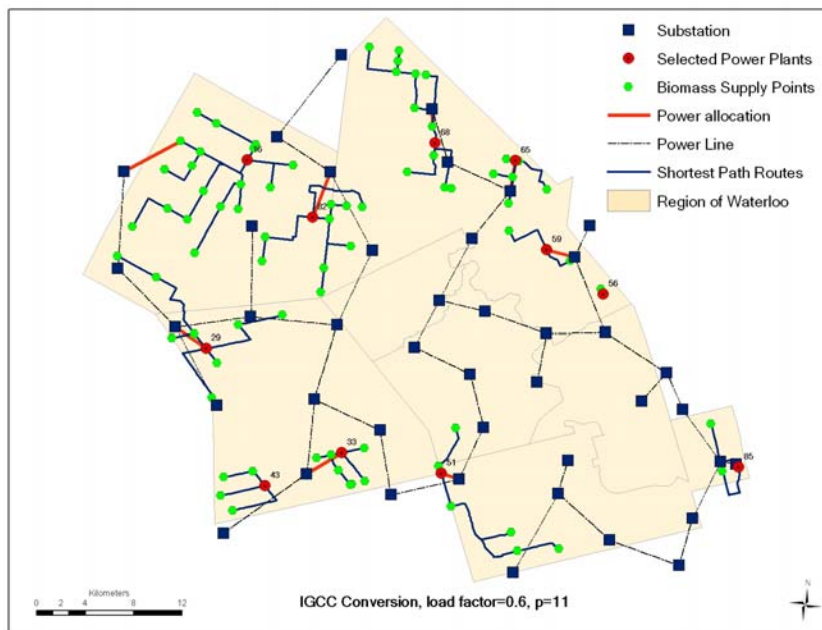 Substation
Selected Power Plants
Biomass Supply Points
Power allocation
Power Line
Shortest Path Routes
Region of Waterloo
68
65
59
56
29
33
43
51
85
Kilometers
0 2 4 8 12
N
IGCC Conversion, load factor=0.6, p=11